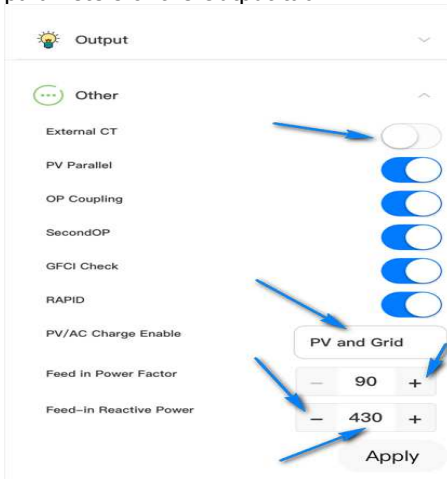 Output
Other
External CT
PV Parallel
OP Coupling
SecondOP
GFCI Check
RAPID
PV/AC Charge Enable PV and Grid
Feed in Power Factor − 90 +
Feed-in Reactive Power − 430 +
Apply